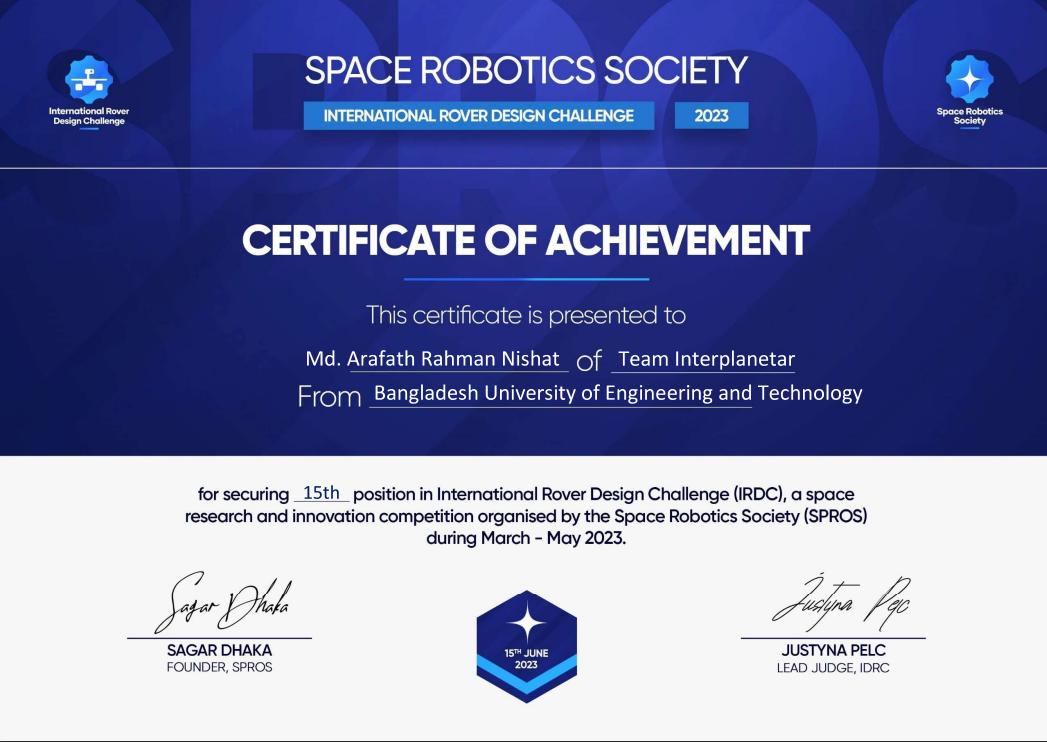 SPROS
International Rover
Design Challenge
SPACE ROBOTICS SOCIETY
INTERNATIONAL ROVER DESIGN CHALLENGE 2023
Space Robotics
Society
CERTIFICATE OF ACHIEVEMENT
This certificate is presented to
Md. Arafath Rahman Nishat of Team Interplanetar
From Bangladesh University of Engineering and Technology
for securing 15th position in International Rover Design Challenge (IRDC), a space
research and innovation competition organised by the Space Robotics Society (SPROS)
during March - May 2023.
Sagar Dhaka
SAGAR DHAKA
FOUNDER, SPROS
15TH JUNE
2023
Justyna Pelc
JUSTYNA PELC
LEAD JUDGE, IDRC